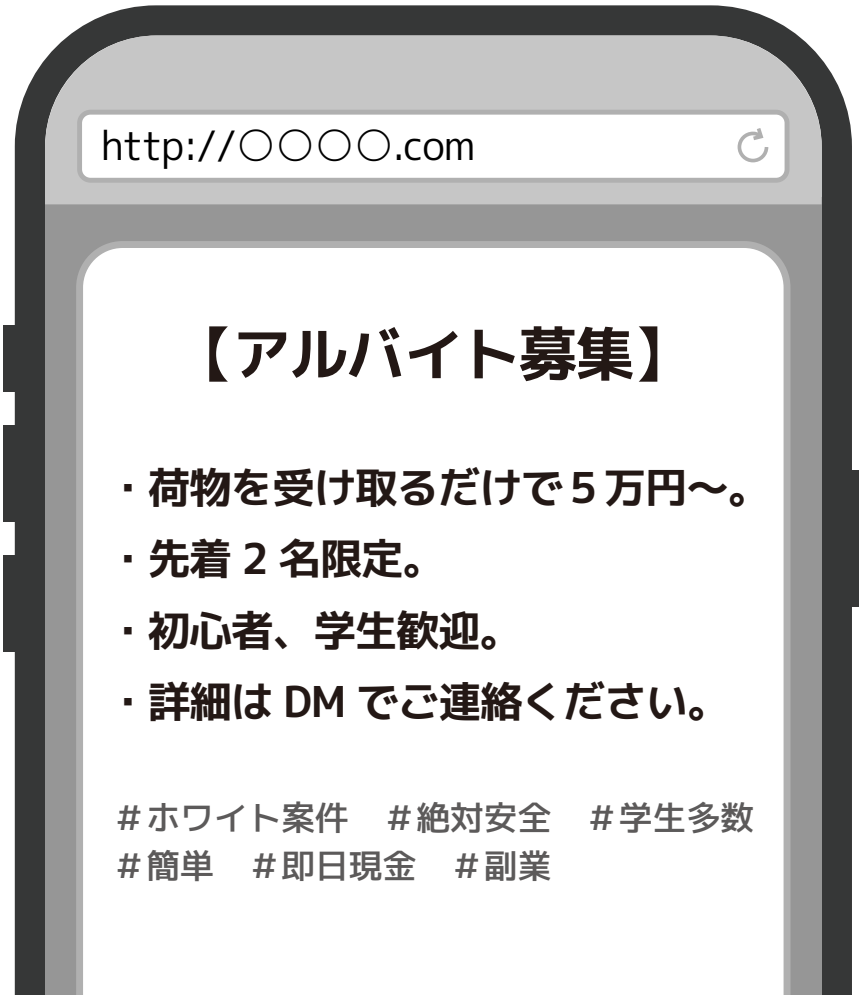 http://〇〇〇〇.com
【アルバイト募集】
・荷物を受け取るだけで５万円～。
・先着 2 名限定。
・初心者、学生歓迎。
・詳細は DM でご連絡ください。
＃ホワイト案件　＃絶対安全　＃学生多数
＃簡単　＃即日現金　＃副業